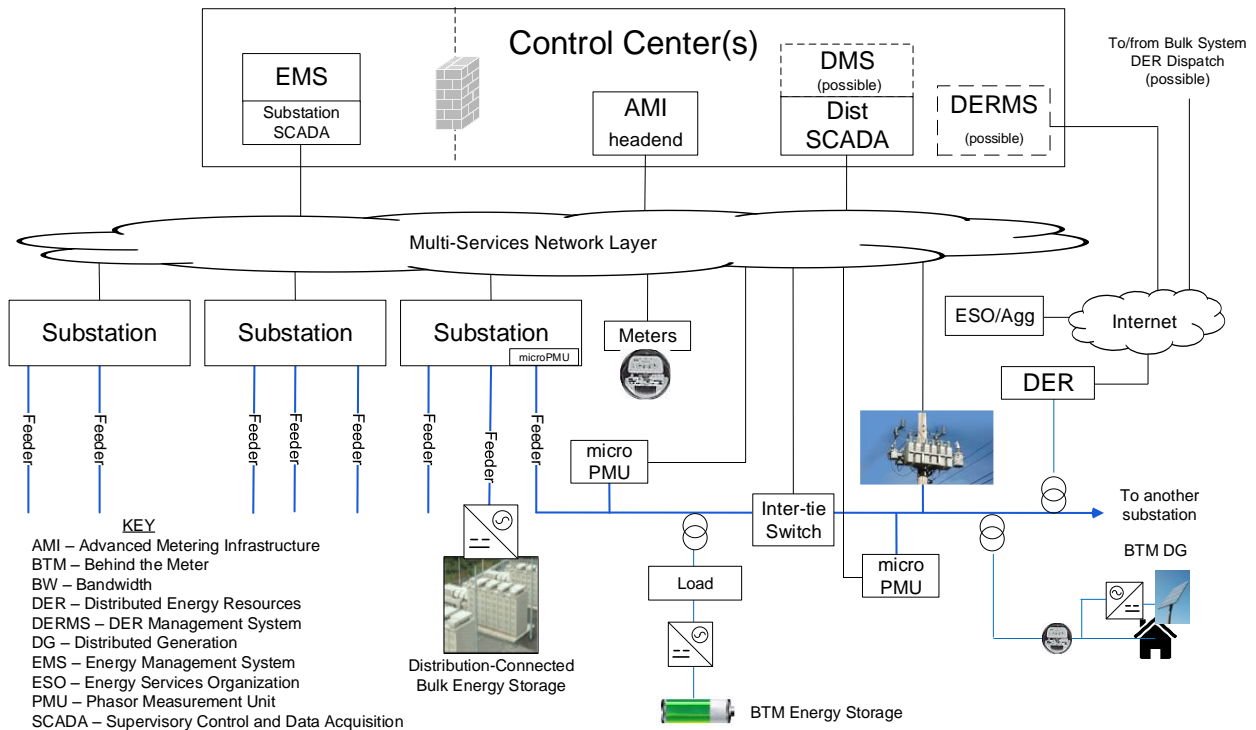 Control Center(s)
EMS
Substation
SCADA
AMI
headend
DMS
(possible)
Dist
SCADA
DERMS
(possible)
To/from Bulk System
DER Dispatch
(possible)
Multi-Services Network Layer
Substation
Substation
Substation
microPMU
Meters
ESO/Agg
Internet
DER
Feeder
Feeder
Feeder
Feeder
Feeder
Feeder
Feeder
Feeder
micro
PMU
Inter-tie
Switch
To another
substation
micro
PMU
Load
BTM DG
Distribution-Connected
Bulk Energy Storage
BTM Energy Storage
KEY
AMI – Advanced Metering Infrastructure
BTM – Behind the Meter
BW – Bandwidth
DER – Distributed Energy Resources
DERMS – DER Management System
DG – Distributed Generation
EMS – Energy Management System
ESO – Energy Services Organization
PMU – Phasor Measurement Unit
SCADA – Supervisory Control and Data Acquisition